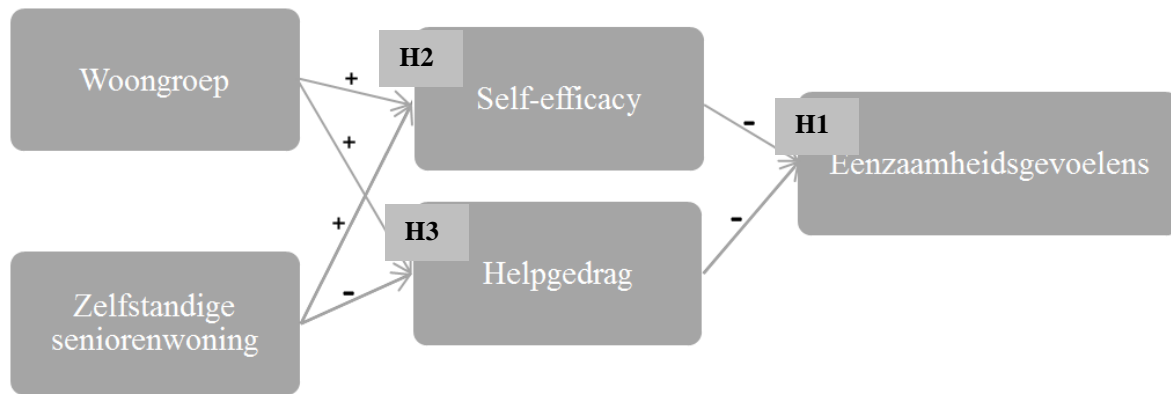 Woongroep
+
+
+
-
H2
Self-efficacy
H3
Helpgedrag
-
-
H1
Eenzaamheidsgevoelens
Zelfstandige
seniorenwoning